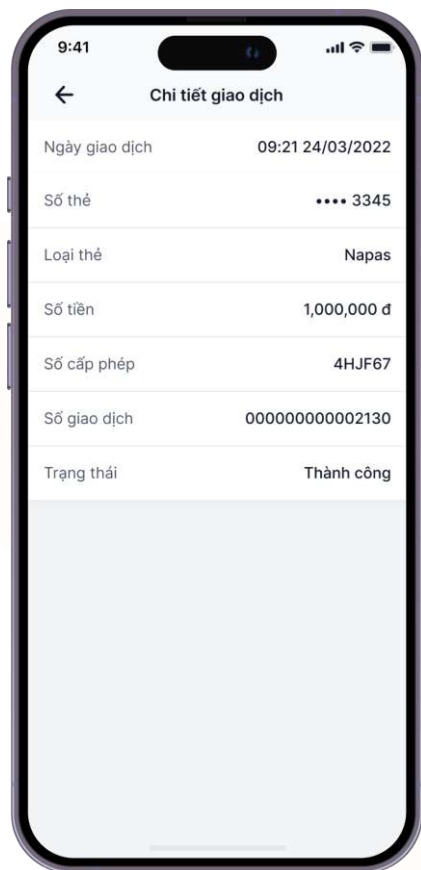 9:41
Chi tiết giao dịch
Ngày giao dịch 09:21 24/03/2022
Số thẻ •••• 3345
Loại thẻ Napas
Số tiền 1,000,000 đ
Số cấp phép 4HJF67
Số giao dịch 000000000002130
Trạng thái Thành công